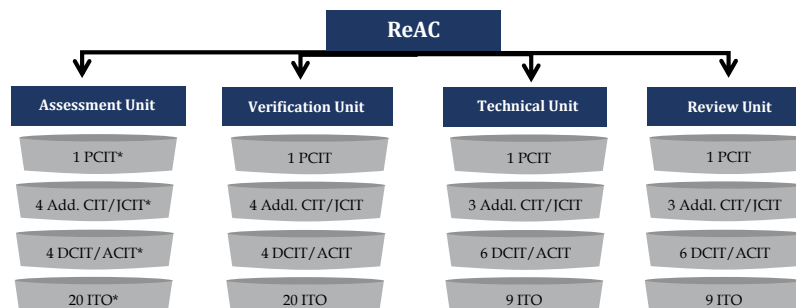 ReAC
Assessment Unit
Verification Unit
Technical Unit
Review Unit
1 PCIT*
1 PCIT
1 PCIT
1 PCIT
4 Add. CIT/JCIT*
4 Addl. CIT/JCIT
3 Addl. CIT/JCIT
3 Addl. CIT/JCIT
4 DCIT/ACIT*
4 DCIT/ACIT
6 DCIT/ACIT
6 DCIT/ACIT
20 ITO*
20 ITO
9 ITO
9 ITO